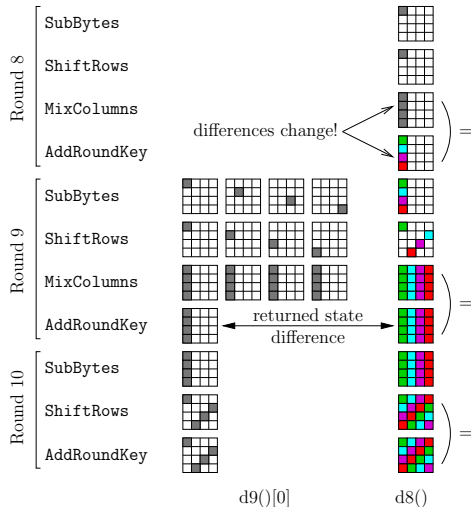 Round 8
SubBytes
ShiftRows
MixColumns
differences change!
AddRoundKey
=
Round 9
SubBytes
ShiftRows
MixColumns
=
AddRoundKey
returned state
difference
Round 10
SubBytes
ShiftRows
AddRoundKey
=
d9()[0]
d8()